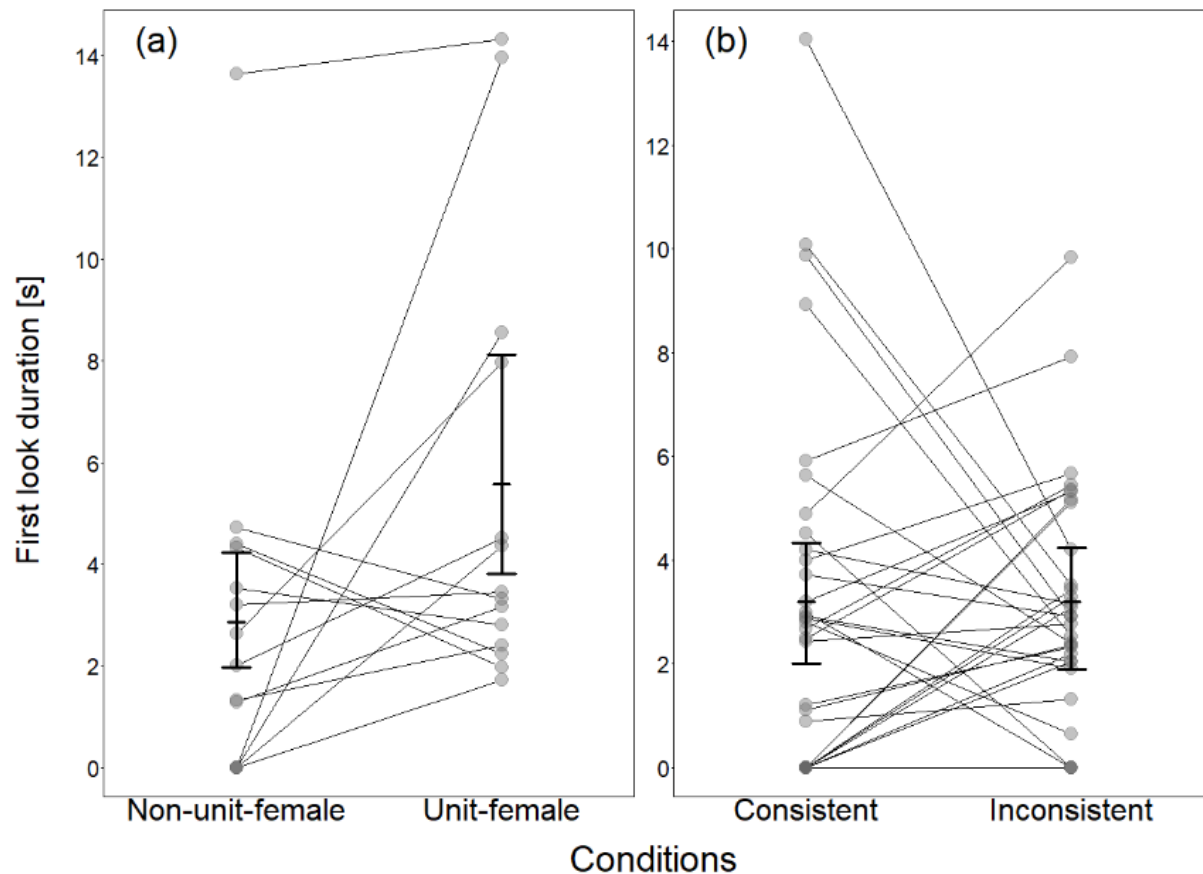 (a)
(b)
First look duration [s]
14
12
10
8
6
4
2
0
14
12
10
8
6
4
2
0
Non-unit-female
Unit-female
Consistent
Inconsistent
Conditions